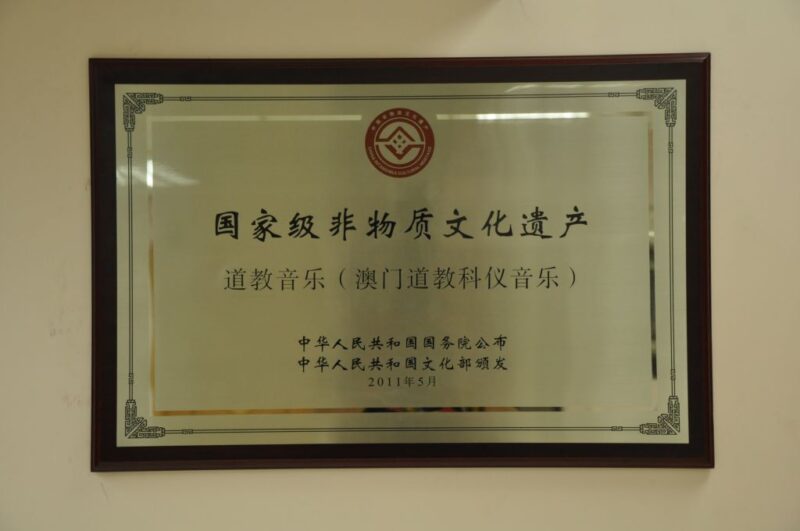 国家级非物质文化遗产
道教音乐（澳门道教科仪音乐）
中华人民共和国国务院公布
中华人民共和国文化部颁发
2011年5月